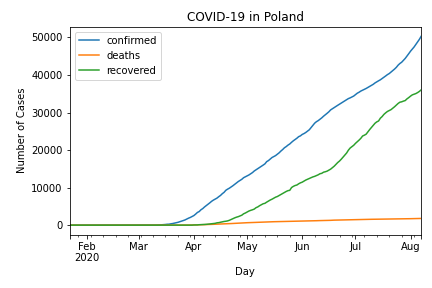 COVID-19 in Poland
confirmed
deaths
recovered
Number of Cases
50000
40000
30000
20000
10000
0
Feb Mar Apr May Jun Jul Aug
2020
Day